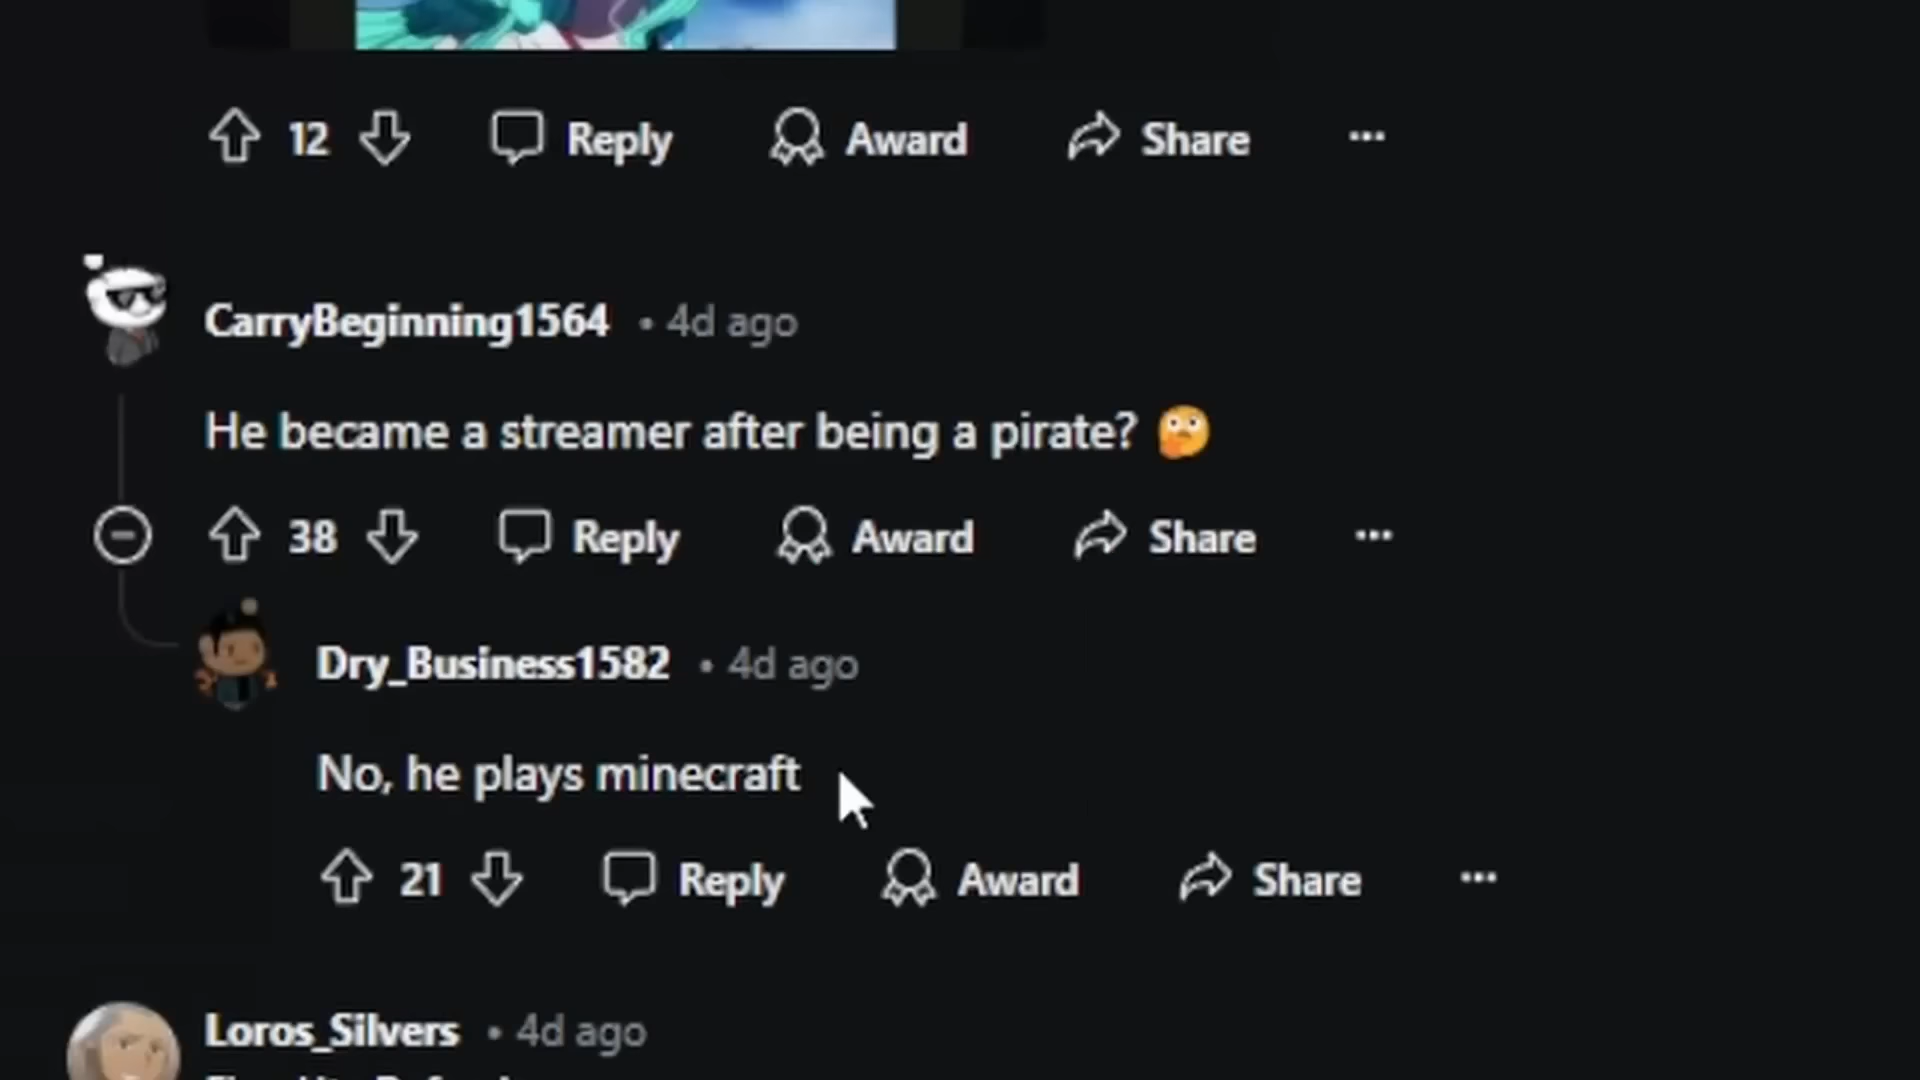 12 Reply Award Share ...
CarryBeginning1564 • 4d ago
He became a streamer after being a pirate? 🤔
38 Reply Award Share ...
Dry_Business1582 • 4d ago
No, he plays minecraft
21 Reply Award Share ...
Loros_Silvers • 4d ago